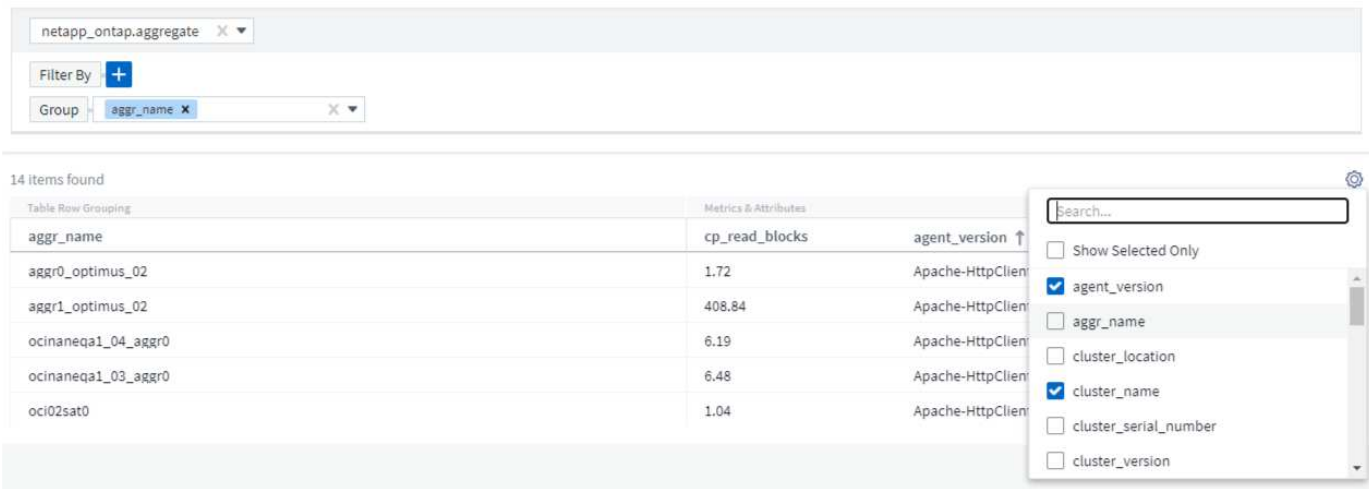 netapp_ontap.aggregate
Filter By
Group aggr_name
14 items found
Table Row Grouping Metrics & Attributes
aggr_name cp_read_blocks agent_version
aggr0_optimus_02 1.72 Apache-HttpClient
aggr1_optimus_02 408.84 Apache-HttpClient
ocinaneqa1_04_aggr0 6.19 Apache-HttpClient
ocinaneqa1_03_aggr0 6.48 Apache-HttpClient
oci02sat0 1.04 Apache-HttpClient
Search...
Show Selected Only
agent_version
aggr_name
cluster_location
cluster_name
cluster_serial_number
cluster_version